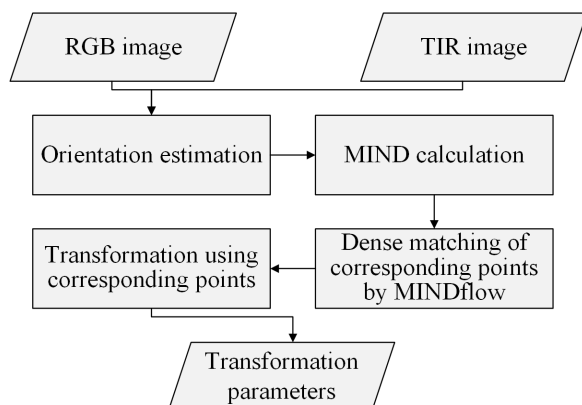 RGB image
TIR image
Orientation estimation
MIND calculation
Dense matching of
corresponding points
by MINDflow
Transformation using
corresponding points
Transformation
parameters